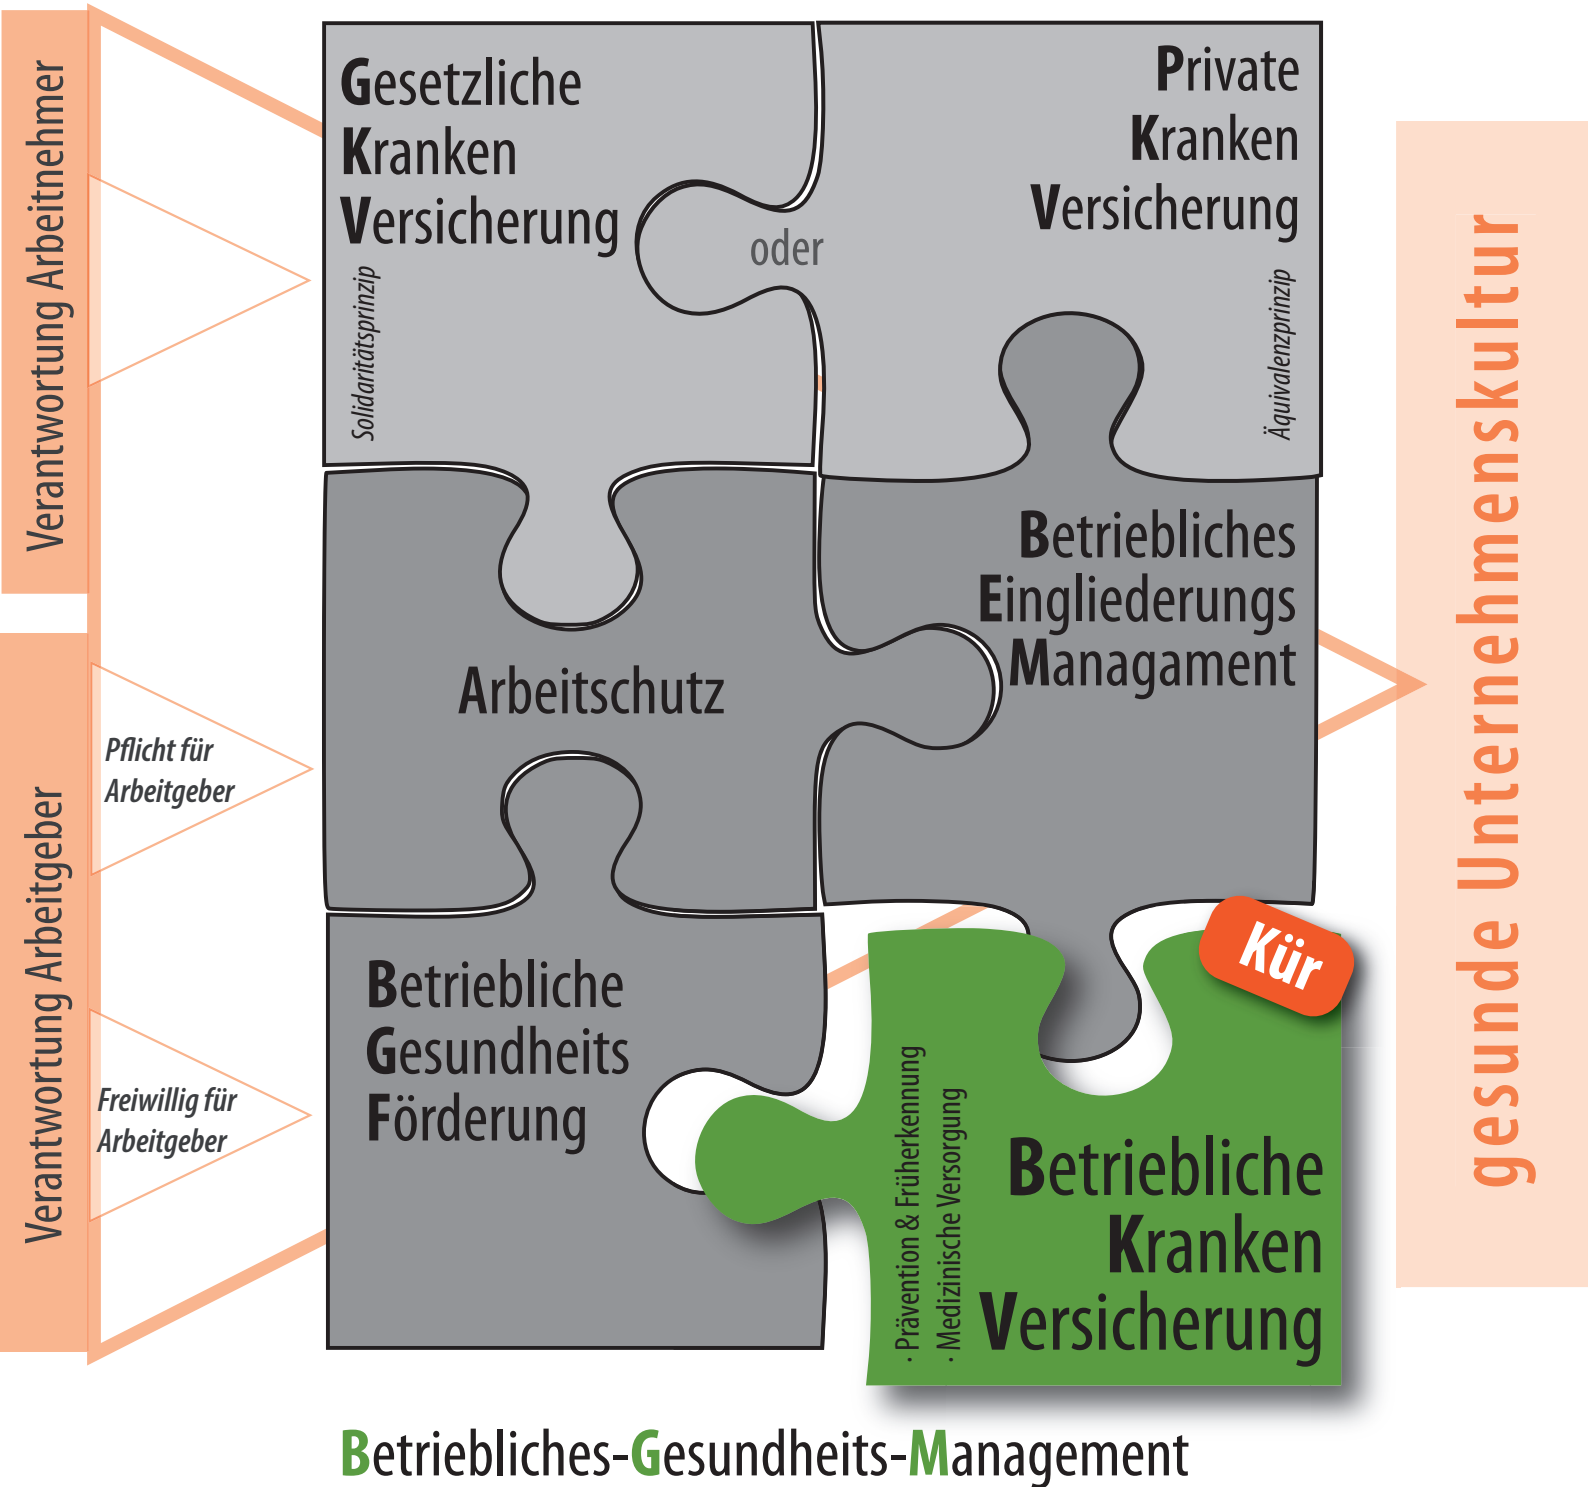 Verantwortung Arbeitnehmer
Gesetzliche
Kranken
Versicherung
Solidaritätsprinzip
oder
Private
Kranken
Versicherung
Äquivalenzprinzip
Verantwortung Arbeitgeber
Pflicht für
Arbeitgeber
Arbeitschutz
Betriebliches
Eingliederungs
Managament
Freiwillig für
Arbeitgeber
Betriebliche
Gesundheits
Förderung
Kür
· Prävention & Früherkennung
· Medizinische Versorgung
Betriebliche
Kranken
Versicherung
gesunde Unternehmenskultur
Betriebliches-Gesundheits-Management